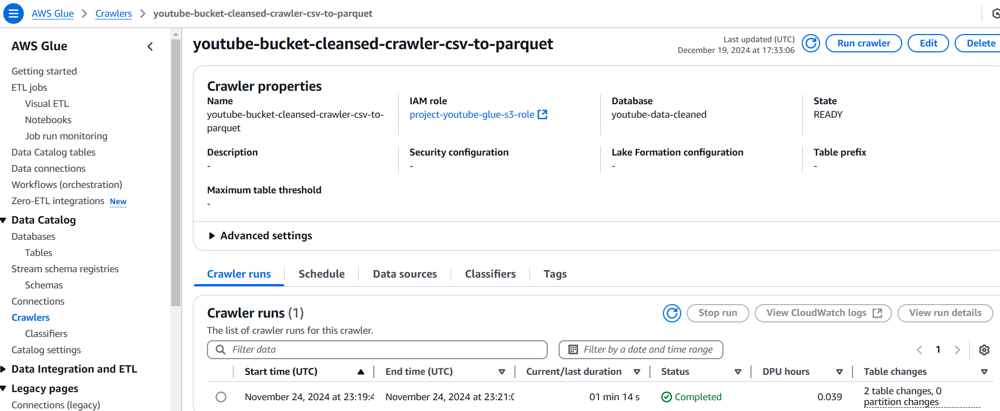 AWS Glue > Crawlers > youtube-bucket-cleansed-crawler-csv-to-parquet
AWS Glue
Getting started
ETL jobs
Visual ETL
Notebooks
Job run monitoring
Data Catalog tables
Data connections
Workflows (orchestration)
Zero-ETL integrations New
Data Catalog
Databases
Tables
Stream schema registries
Schemas
Connections
Crawlers
Classifiers
Catalog settings
Data Integration and ETL
Legacy pages
Connections (legacy)
youtube-bucket-cleansed-crawler-csv-to-parquet
Last updated (UTC)
December 19, 2024 at 17:33:06
Run crawler
Edit
Delete
Crawler properties
Name
youtube-bucket-cleansed-crawler-csv-to-
parquet
IAM role
project-youtube-glue-s3-role
Database
youtube-data-cleaned
State
READY
Description
-
Security configuration
-
Lake Formation configuration
-
Table prefix
-
Maximum table threshold
-
Advanced settings
Crawler runs
Schedule
Data sources
Classifiers
Tags
Crawler runs (1)
The list of crawler runs for this crawler.
Stop run
View CloudWatch logs
View run details
Filter data
Filter by a date and time range
1
Start time (UTC) End time (UTC) Current/last duration Status DPU hours Table changes
November 24, 2024 at 23:19:4 November 24, 2024 at 23:21:0 01 min 14 s Completed 0.039 2 table changes, 0
partition changes